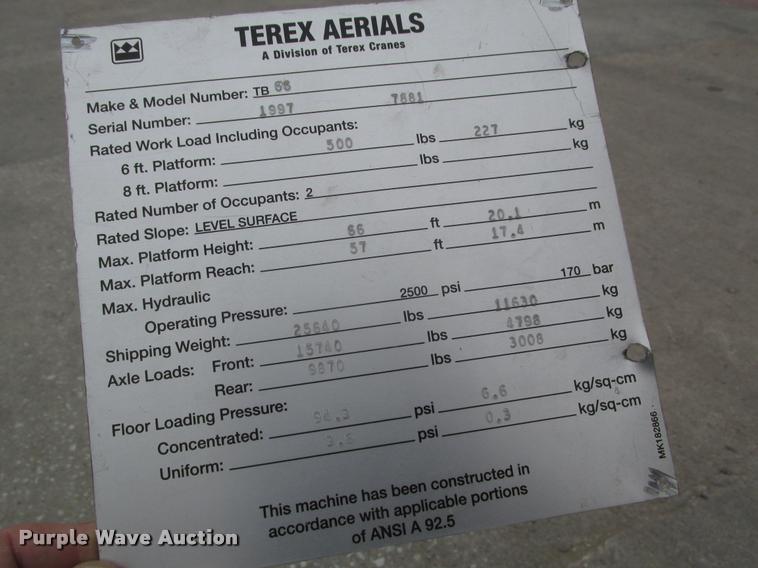 TEREX AERIALS
A Division of Terex Cranes
Make & Model Number: TB 66
Serial Number: 1997 7881
Rated Work Load Including Occupants:
6 ft. Platform: 500 lbs 227 kg
8 ft. Platform: lbs kg
Rated Number of Occupants: 2
Rated Slope: LEVEL SURFACE
Max. Platform Height: 66 ft 20.1 m
Max. Platform Reach: 57 ft 17.4 m
Max. Hydraulic
Operating Pressure: 2500 psi 170 bar
Shipping Weight: 25640 lbs 11630 kg
Axle Loads: Front: 15740 lbs 4798 kg
Rear: 9870 lbs 3008 kg
Floor Loading Pressure:
Concentrated: psi 6.6 kg/sq-cm
Uniform: psi 0.3 kg/sq-cm
MK182866
This machine has been constructed in
accordance with applicable portions
of ANSI A 92.5
Purple Wave Auction